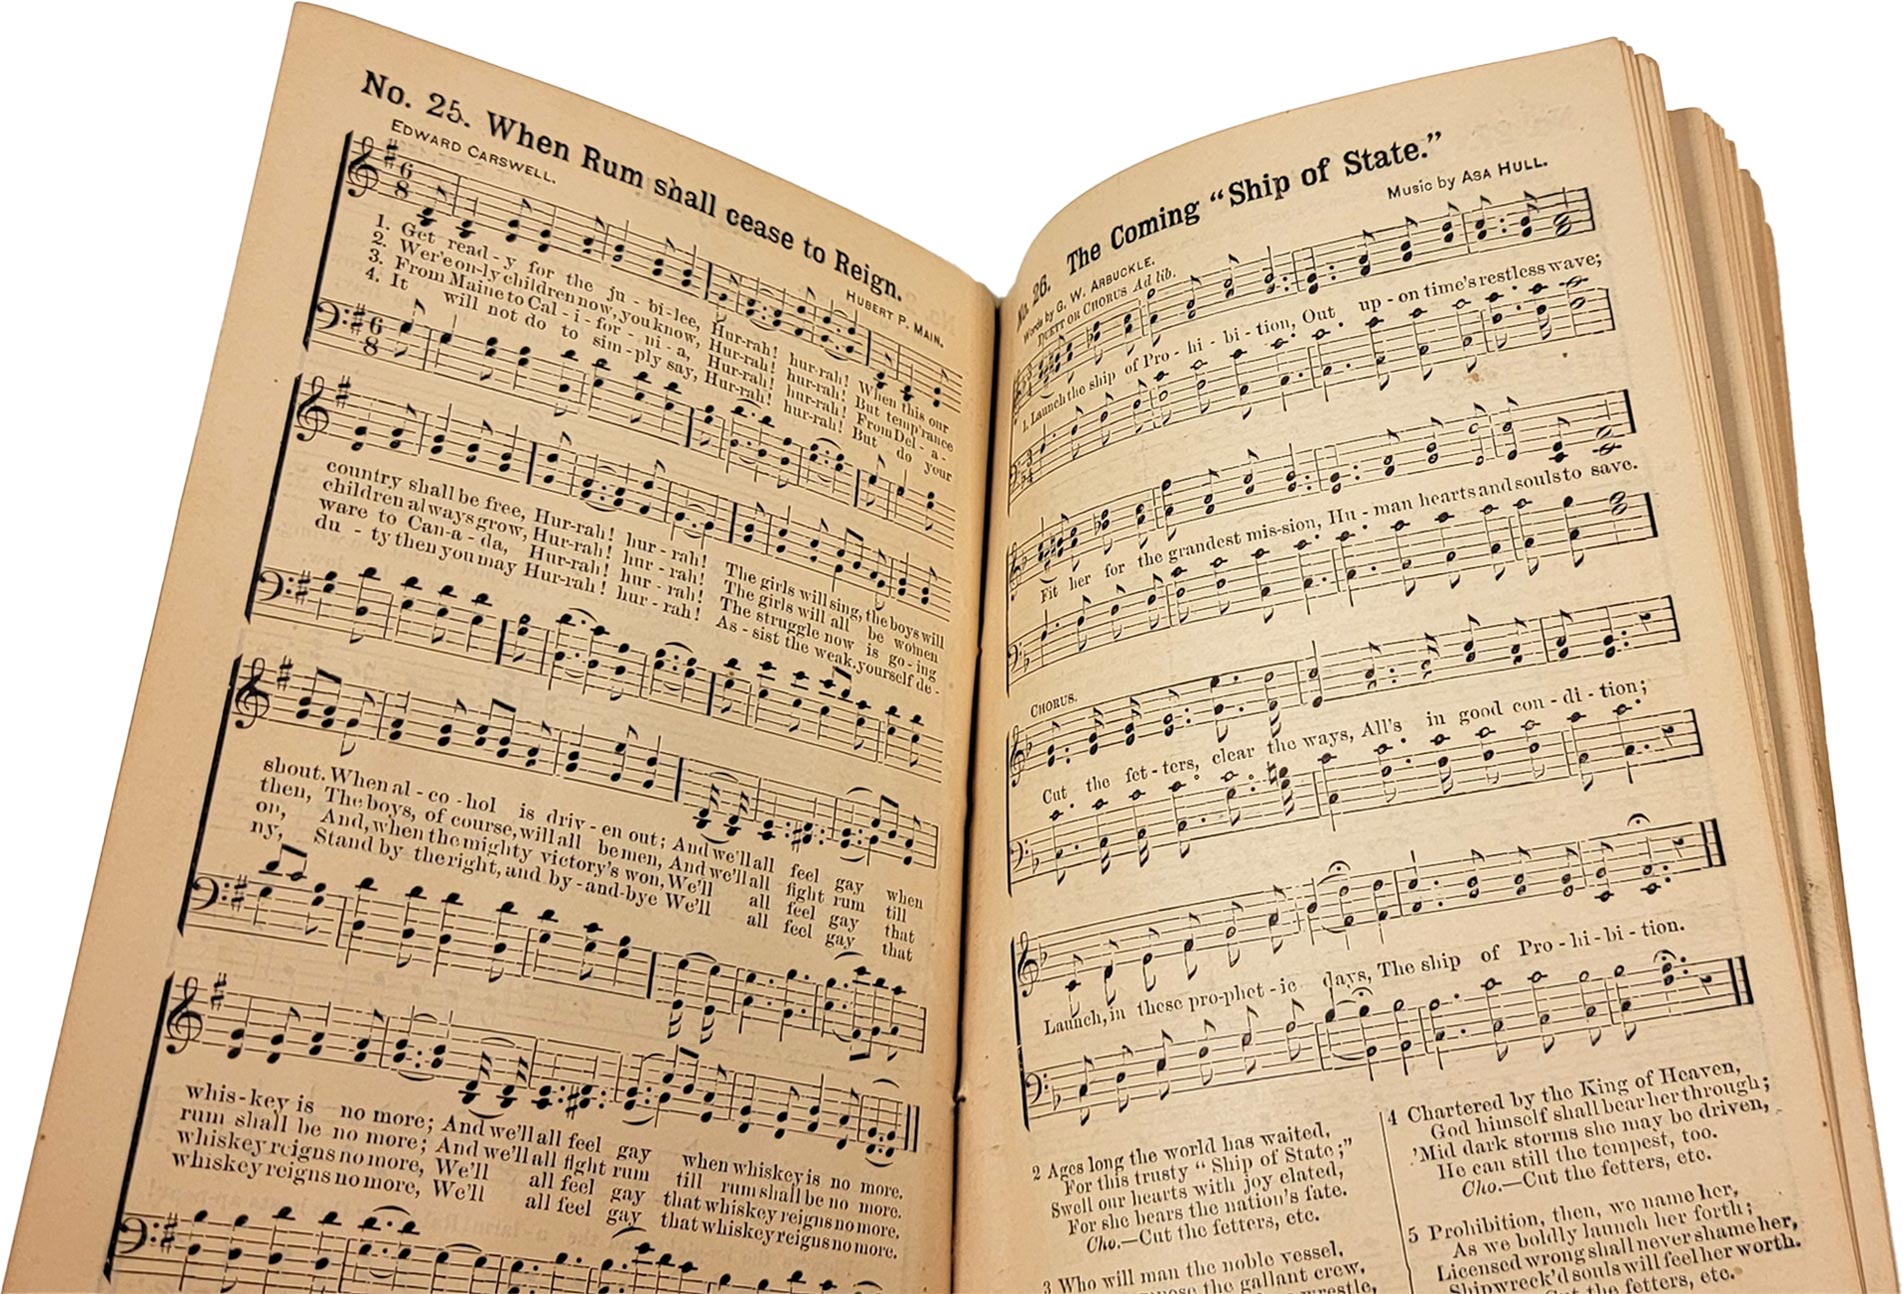 No. 25. When Rum shall cease to Reign.
EDWARD CARSWELL.
HUBERT P. MAIN.
1. Get read - y for the ju - bi - lee, Hur-rah! hur-rah! When this our
2. Wer'e on-ly children now, you know, Hur-rah! hur-rah! But temp'rance
3. From Maine to Cal - i - for - ni - a, Hur-rah! hur-rah! From Del - a -
4. It will not do to sim - ply say, Hur-rah! hur-rah! But do your
country shall be free, Hur-rah! hur - rah! The girls will sing, the boys will
children always grow, Hur-rah! hur - rah! The girls will all be women
ware to Can-a - da, Hur-rah! hur - rah! The struggle now is go - ing
du - ty then you may Hur-rah! hur - rah! As - sist the weak, yourself de -
shout. When al - co - hol is driv - en out; And we'll all feel gay when
then, The boys, of course, will all be men, And we'll all fight rum till
on, And, when the mighty victory's won, We'll all feel gay that
ny, Stand by the right, and by - and-bye We'll all feel gay that
whis - key is no more; And we'll all feel gay when whiskey is no more.
rum shall be no more; And we'll all fight rum till rum shall be no more.
whiskey reigns no more, We'll all feel gay that whiskey reigns no more.
whiskey reigns no more, We'll all feel gay that whiskey reigns no more.
No. 26. The Coming "Ship of State."
Words by G. W. ARBUCKLE.
Music by ASA HULL.
DUETT OR CHORUS Ad lib.
1. Launch the ship of Pro - hi - bi - tion, Out up - on time's restless wave;
Fit her for the grandest mis-sion, Hu - man hearts and souls to save.
CHORUS.
Cut the fet - ters, clear the ways, All's in good con - di - tion;
Launch, in these pro-phet - ic days, The ship of Pro - hi - bi - tion.
2 Ages long the world has waited,
For this trusty "Ship of State;"
Swell our hearts with joy elated,
For she bears the nation's fate.
Cho.—Cut the fetters, etc.
3 Who will man the noble vessel,
the gallant crew,
4 Chartered by the King of Heaven,
God himself shall bear her through;
'Mid dark storms she may be driven,
He can still the tempest, too.
Cho.—Cut the fetters, etc.
5 Prohibition, then, we name her,
As we boldly launch her forth;
Licensed wrong shall never shame her,
Shipwreck'd souls will feel her worth.
Cut the fetters, etc.